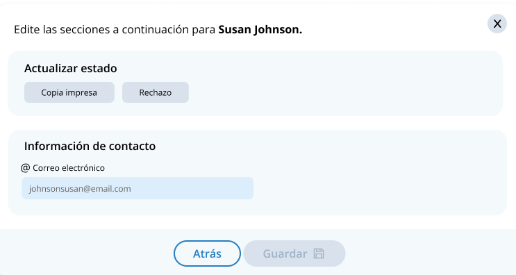 Edite las secciones a continuación para Susan Johnson.
X
Actualizar estado
Copia impresa Rechazo
Información de contacto
@ Correo electrónico
johnsonsusan@email.com
Atrás Guardar